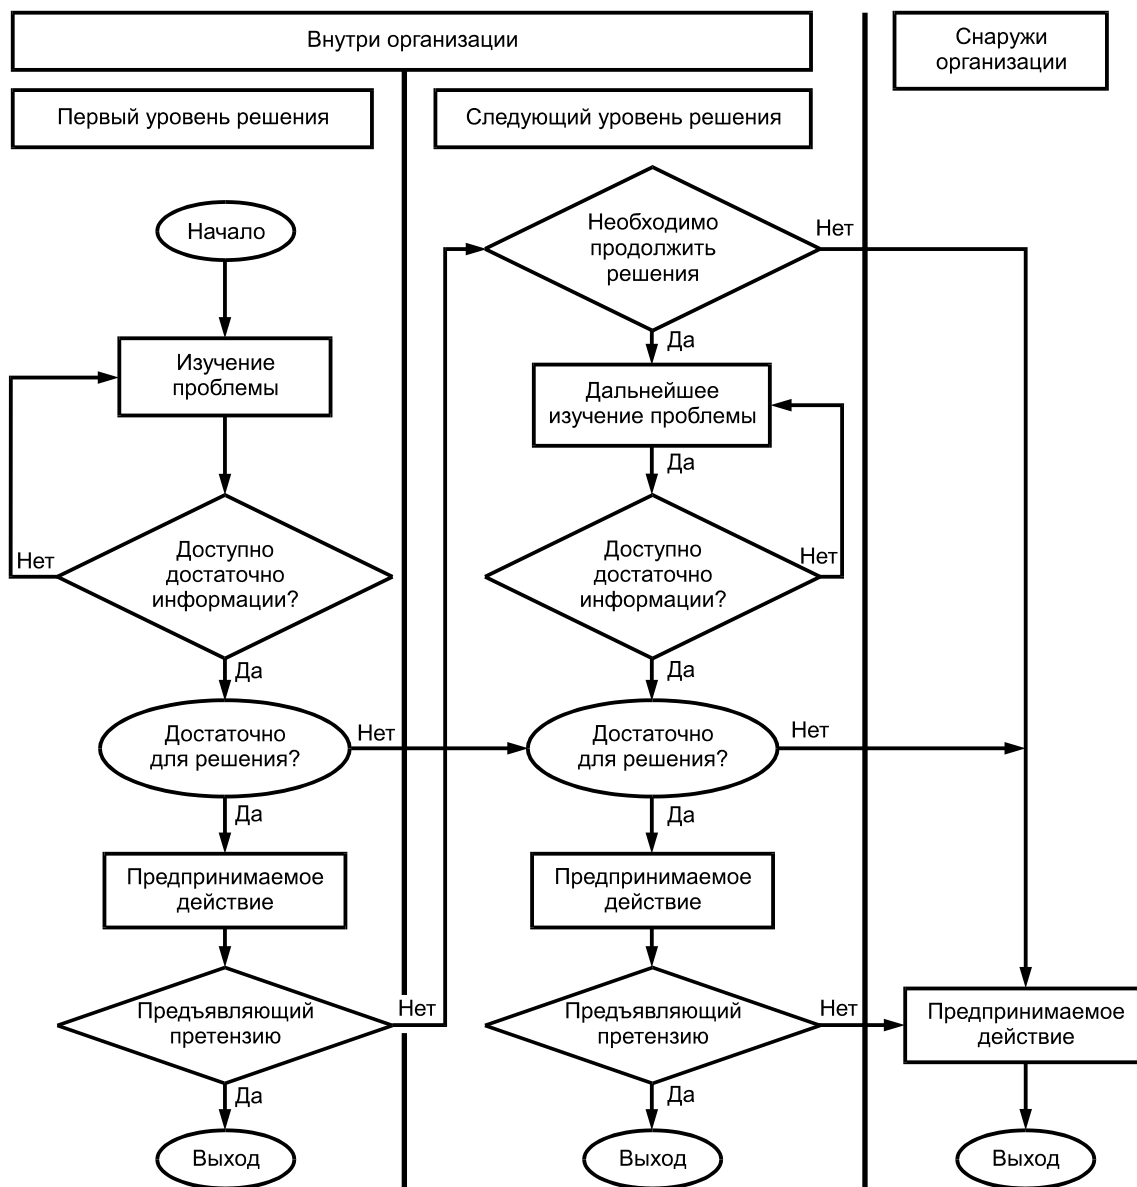 Внутри организации
Снаружи
организации
Первый уровень решения
Следующий уровень решения
Начало
Необходимо
продолжить
решения
Нет
Да
Изучение
проблемы
Дальнейшее
изучение проблемы
Да
Нет
Доступно
достаточно
информации?
Доступно
достаточно
информации?
Нет
Да
Да
Достаточно
для решения?
Нет
Достаточно
для решения?
Нет
Да
Да
Предпринимаемое
действие
Предпринимаемое
действие
Предъявляющий
претензию
Нет
Предъявляющий
претензию
Нет
Предпринимаемое
действие
Да
Да
Выход
Выход
Выход